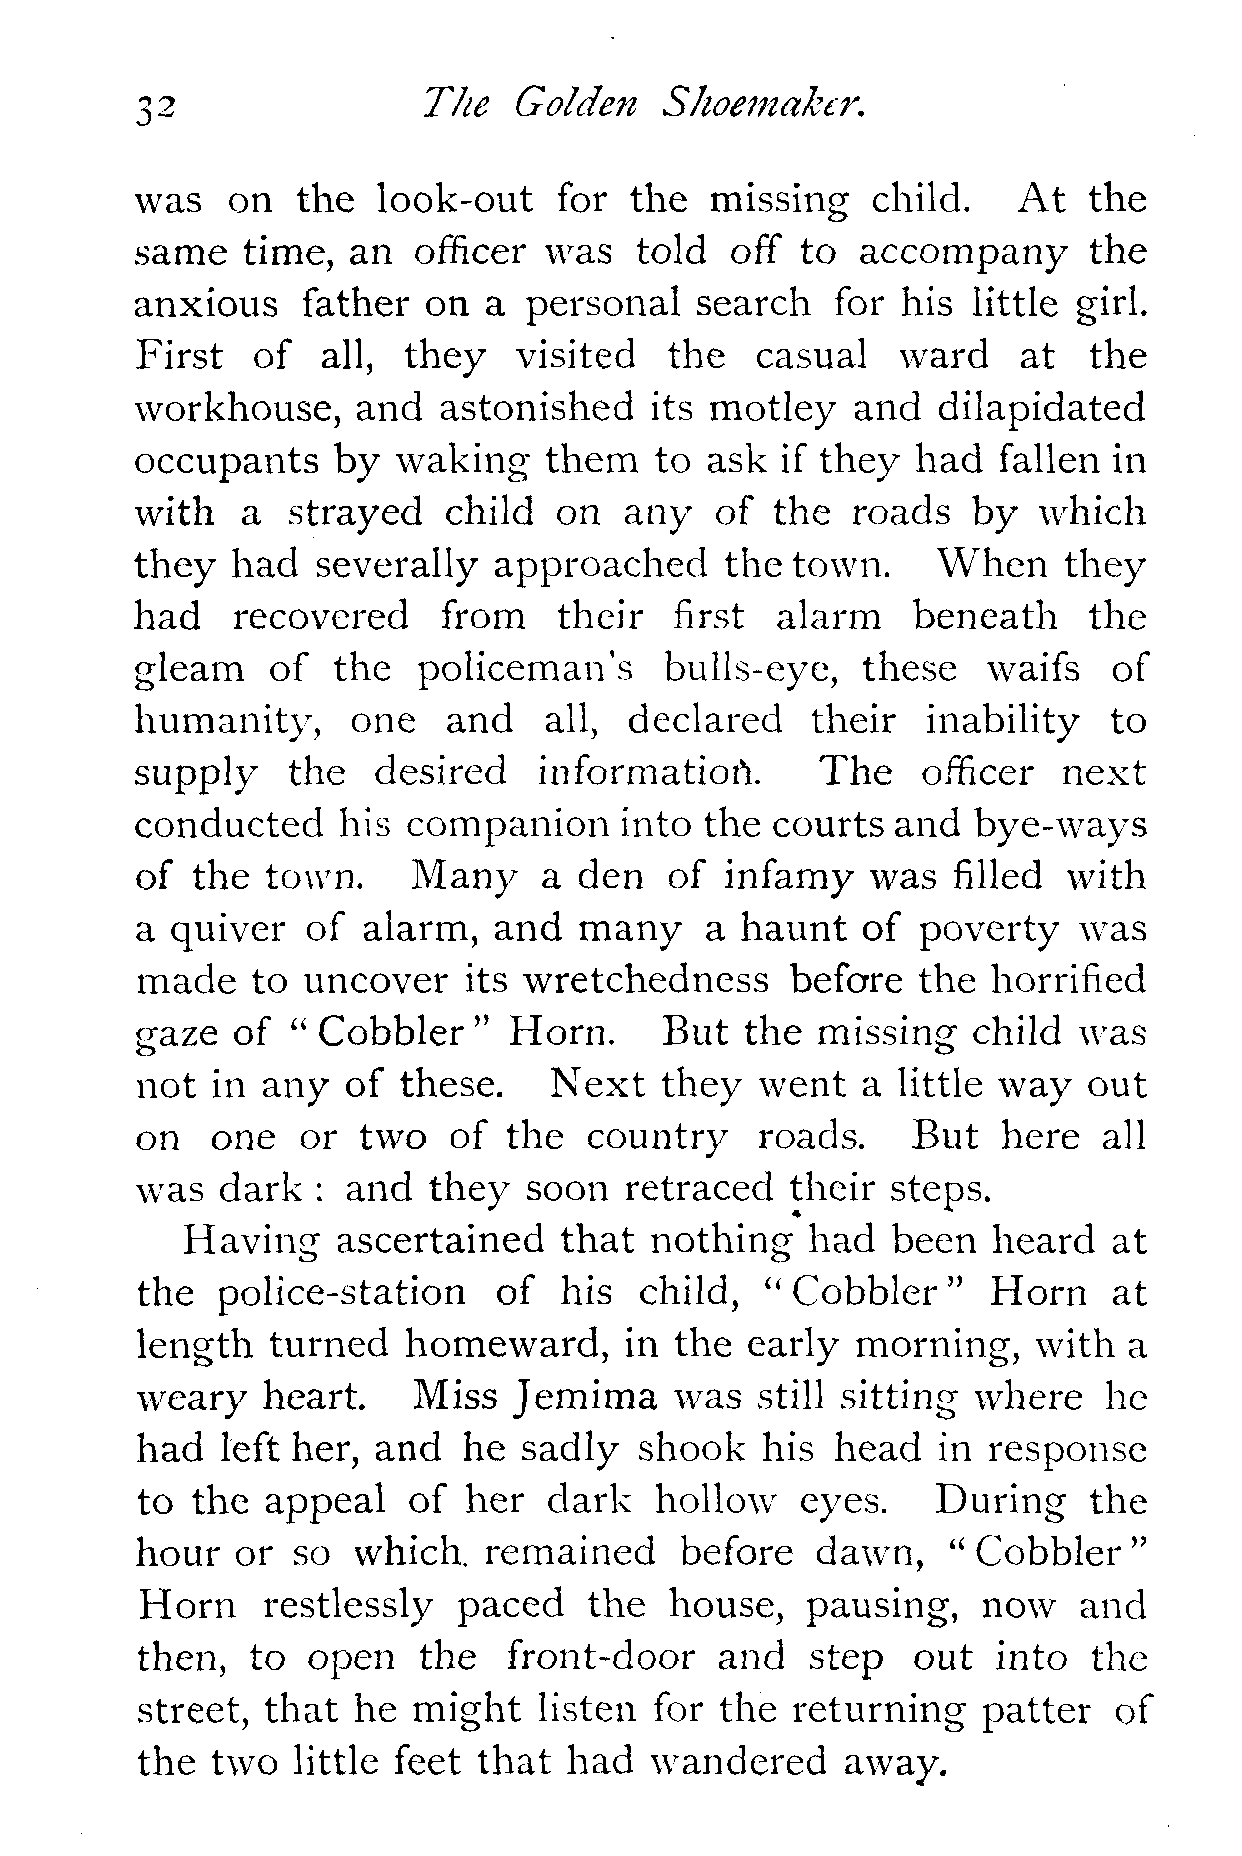 32 The Golden Shoemaker.
was on the look-out for the missing child. At the
same time, an officer was told off to accompany the
anxious father on a personal search for his little girl.
First of all, they visited the casual ward at the
workhouse, and astonished its motley and dilapidated
occupants by waking them to ask if they had fallen in
with a strayed child on any of the roads by which
they had severally approached the town. When they
had recovered from their first alarm beneath the
gleam of the policeman's bulls-eye, these waifs of
humanity, one and all, declared their inability to
supply the desired information. The officer next
conducted his companion into the courts and bye-ways
of the town. Many a den of infamy was filled with
a quiver of alarm, and many a haunt of poverty was
made to uncover its wretchedness before the horrified
gaze of “ Cobbler ” Horn. But the missing child was
not in any of these. Next they went a little way out
on one or two of the country roads. But here all
was dark : and they soon retraced their steps.
Having ascertained that nothing had been heard at
the police-station of his child, “ Cobbler ” Horn at
length turned homeward, in the early morning, with a
weary heart. Miss Jemima was still sitting where he
had left her, and he sadly shook his head in response
to the appeal of her dark hollow eyes. During the
hour or so which remained before dawn, “ Cobbler ”
Horn restlessly paced the house, pausing, now and
then, to open the front-door and step out into the
street, that he might listen for the returning patter of
the two little feet that had wandered away.